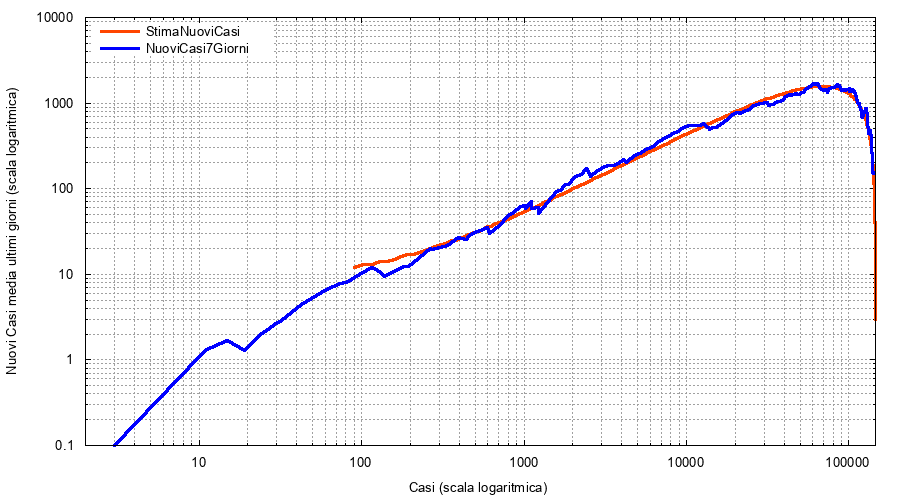 10000
1000
100
10
1
0.1
StimaNuoviCasi
NuoviCasi7Giorni
Nuovi Casi media ultimi giorni (scala logaritmica)
10 100 1000 10000 100000
Casi (scala logaritmica)